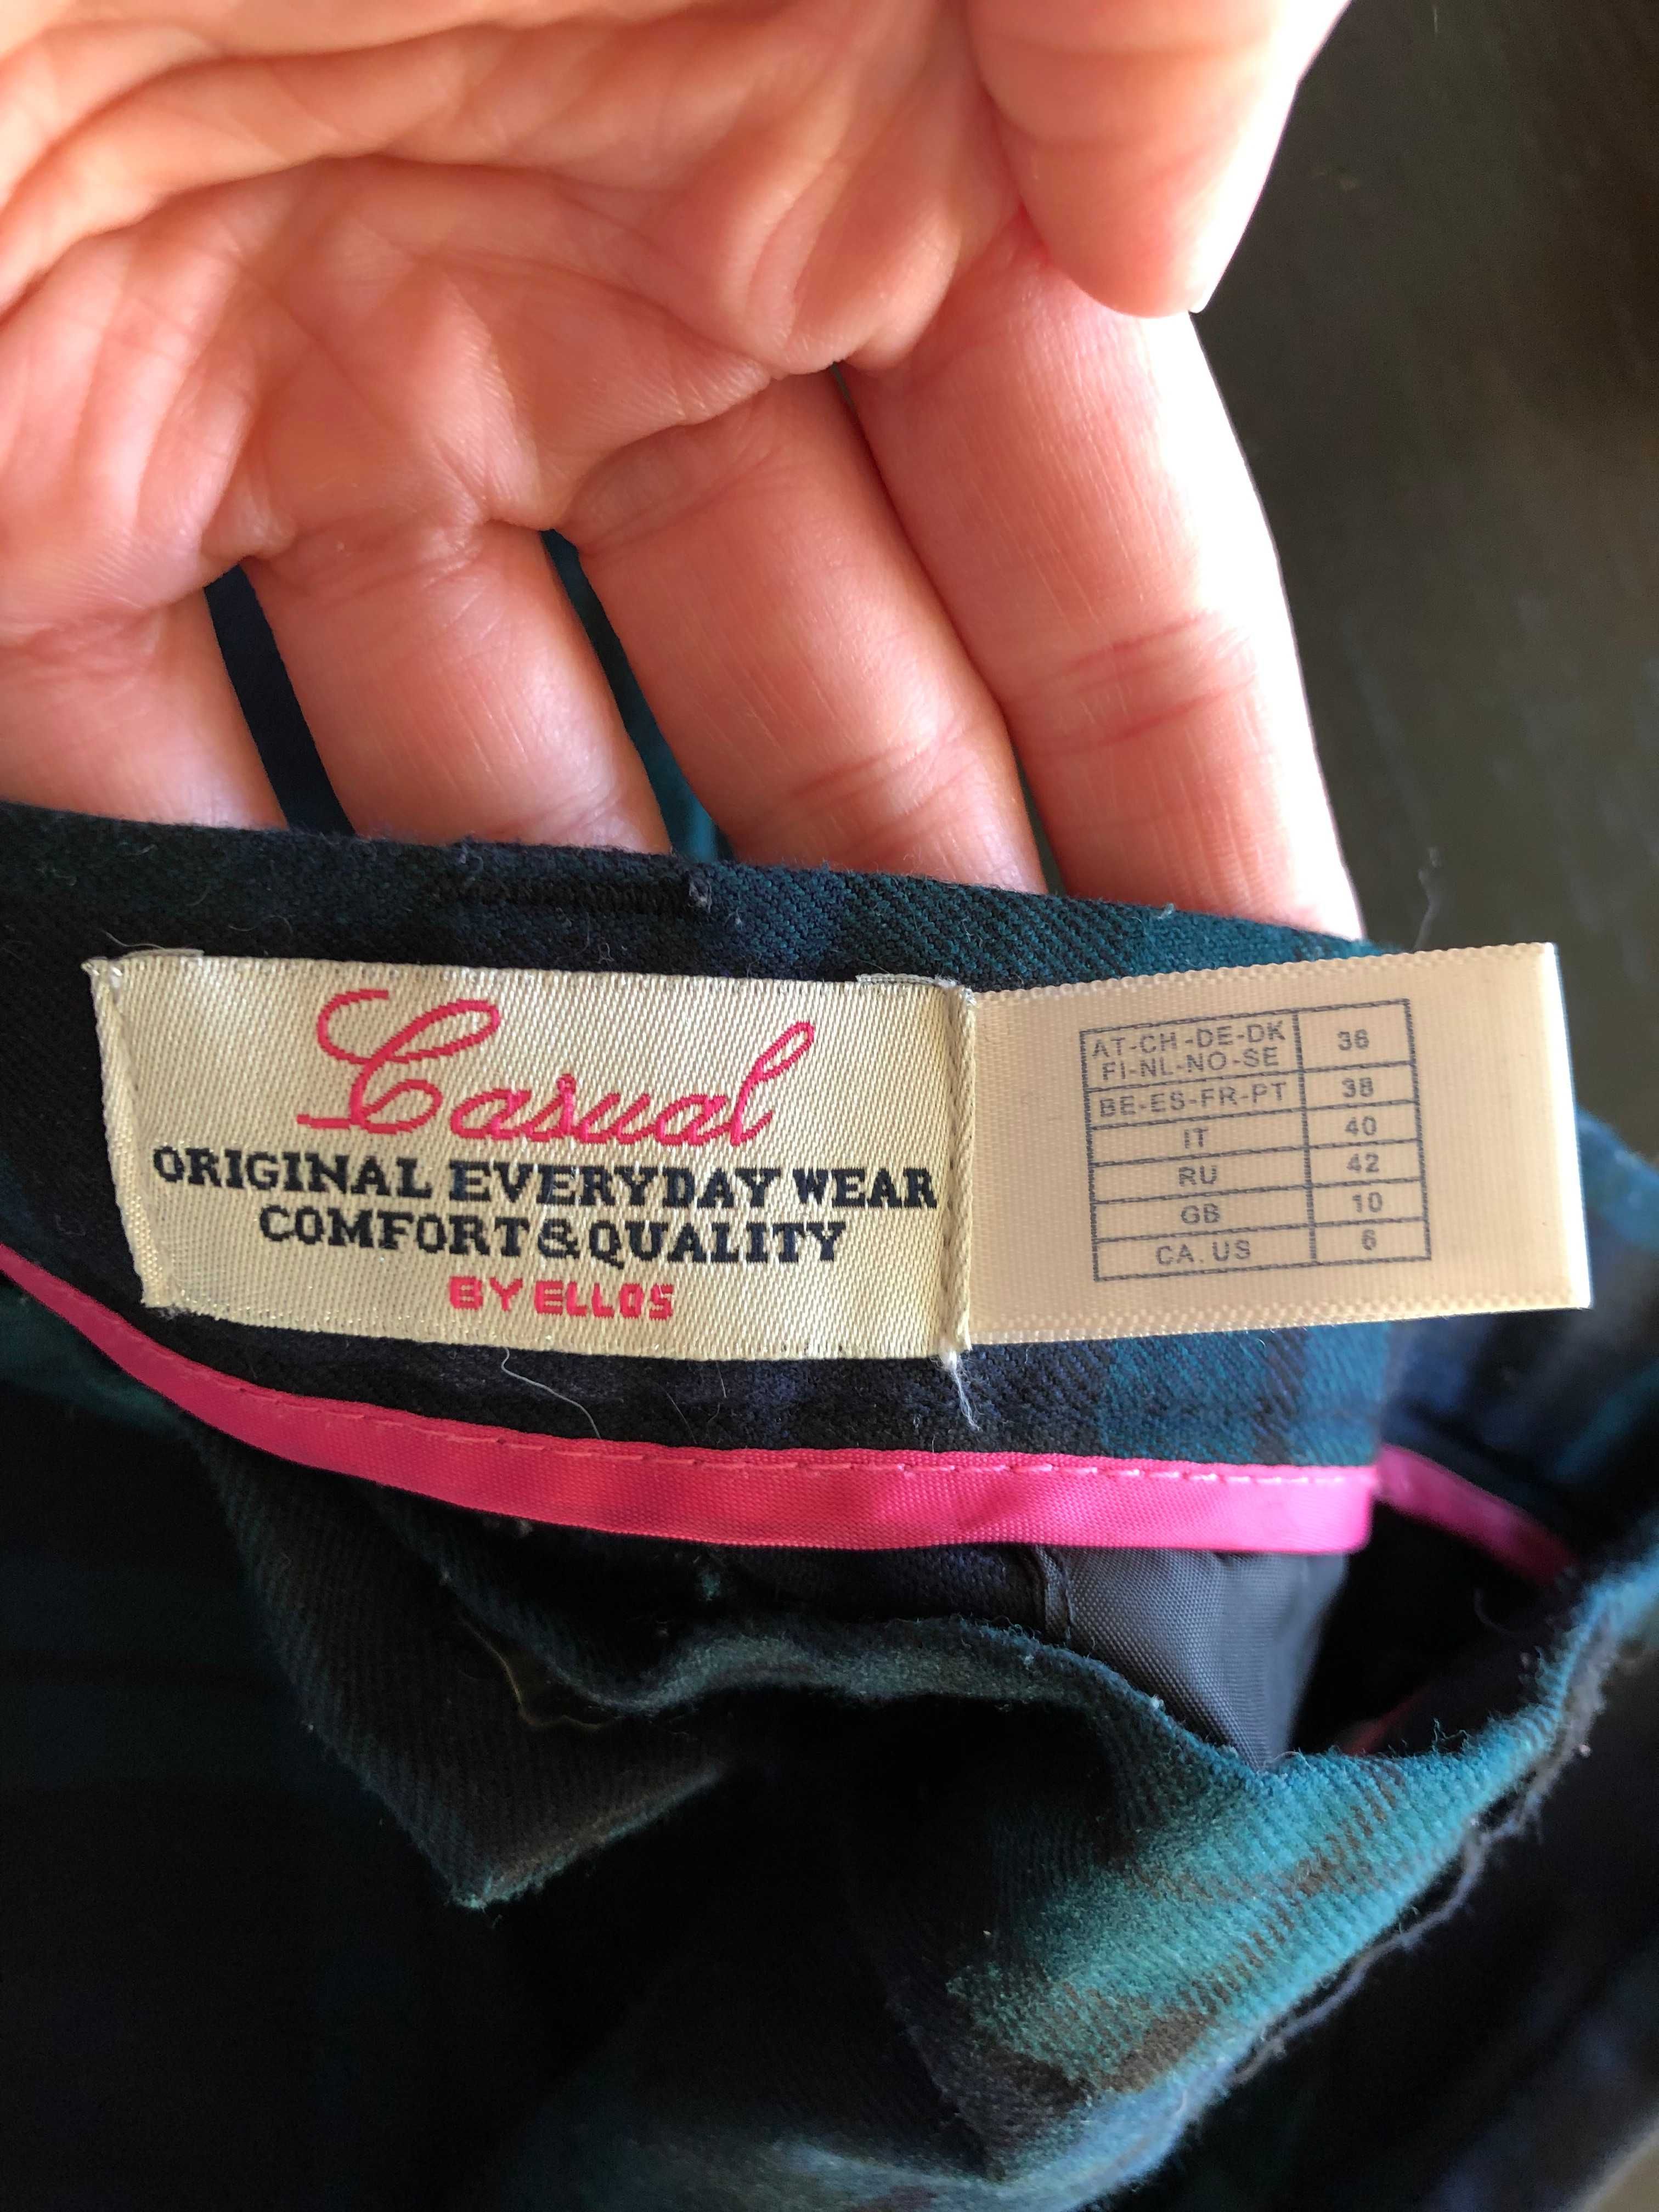 Casual
ORIGINAL EVERYDAY WEAR
COMFORT&QUALITY
BY ELLOS
AT-CH-DE-DK
FI-NL-NO-SE 36
BE-ES-FR-PT 38
IT 40
RU 42
GB 10
CA. US 6